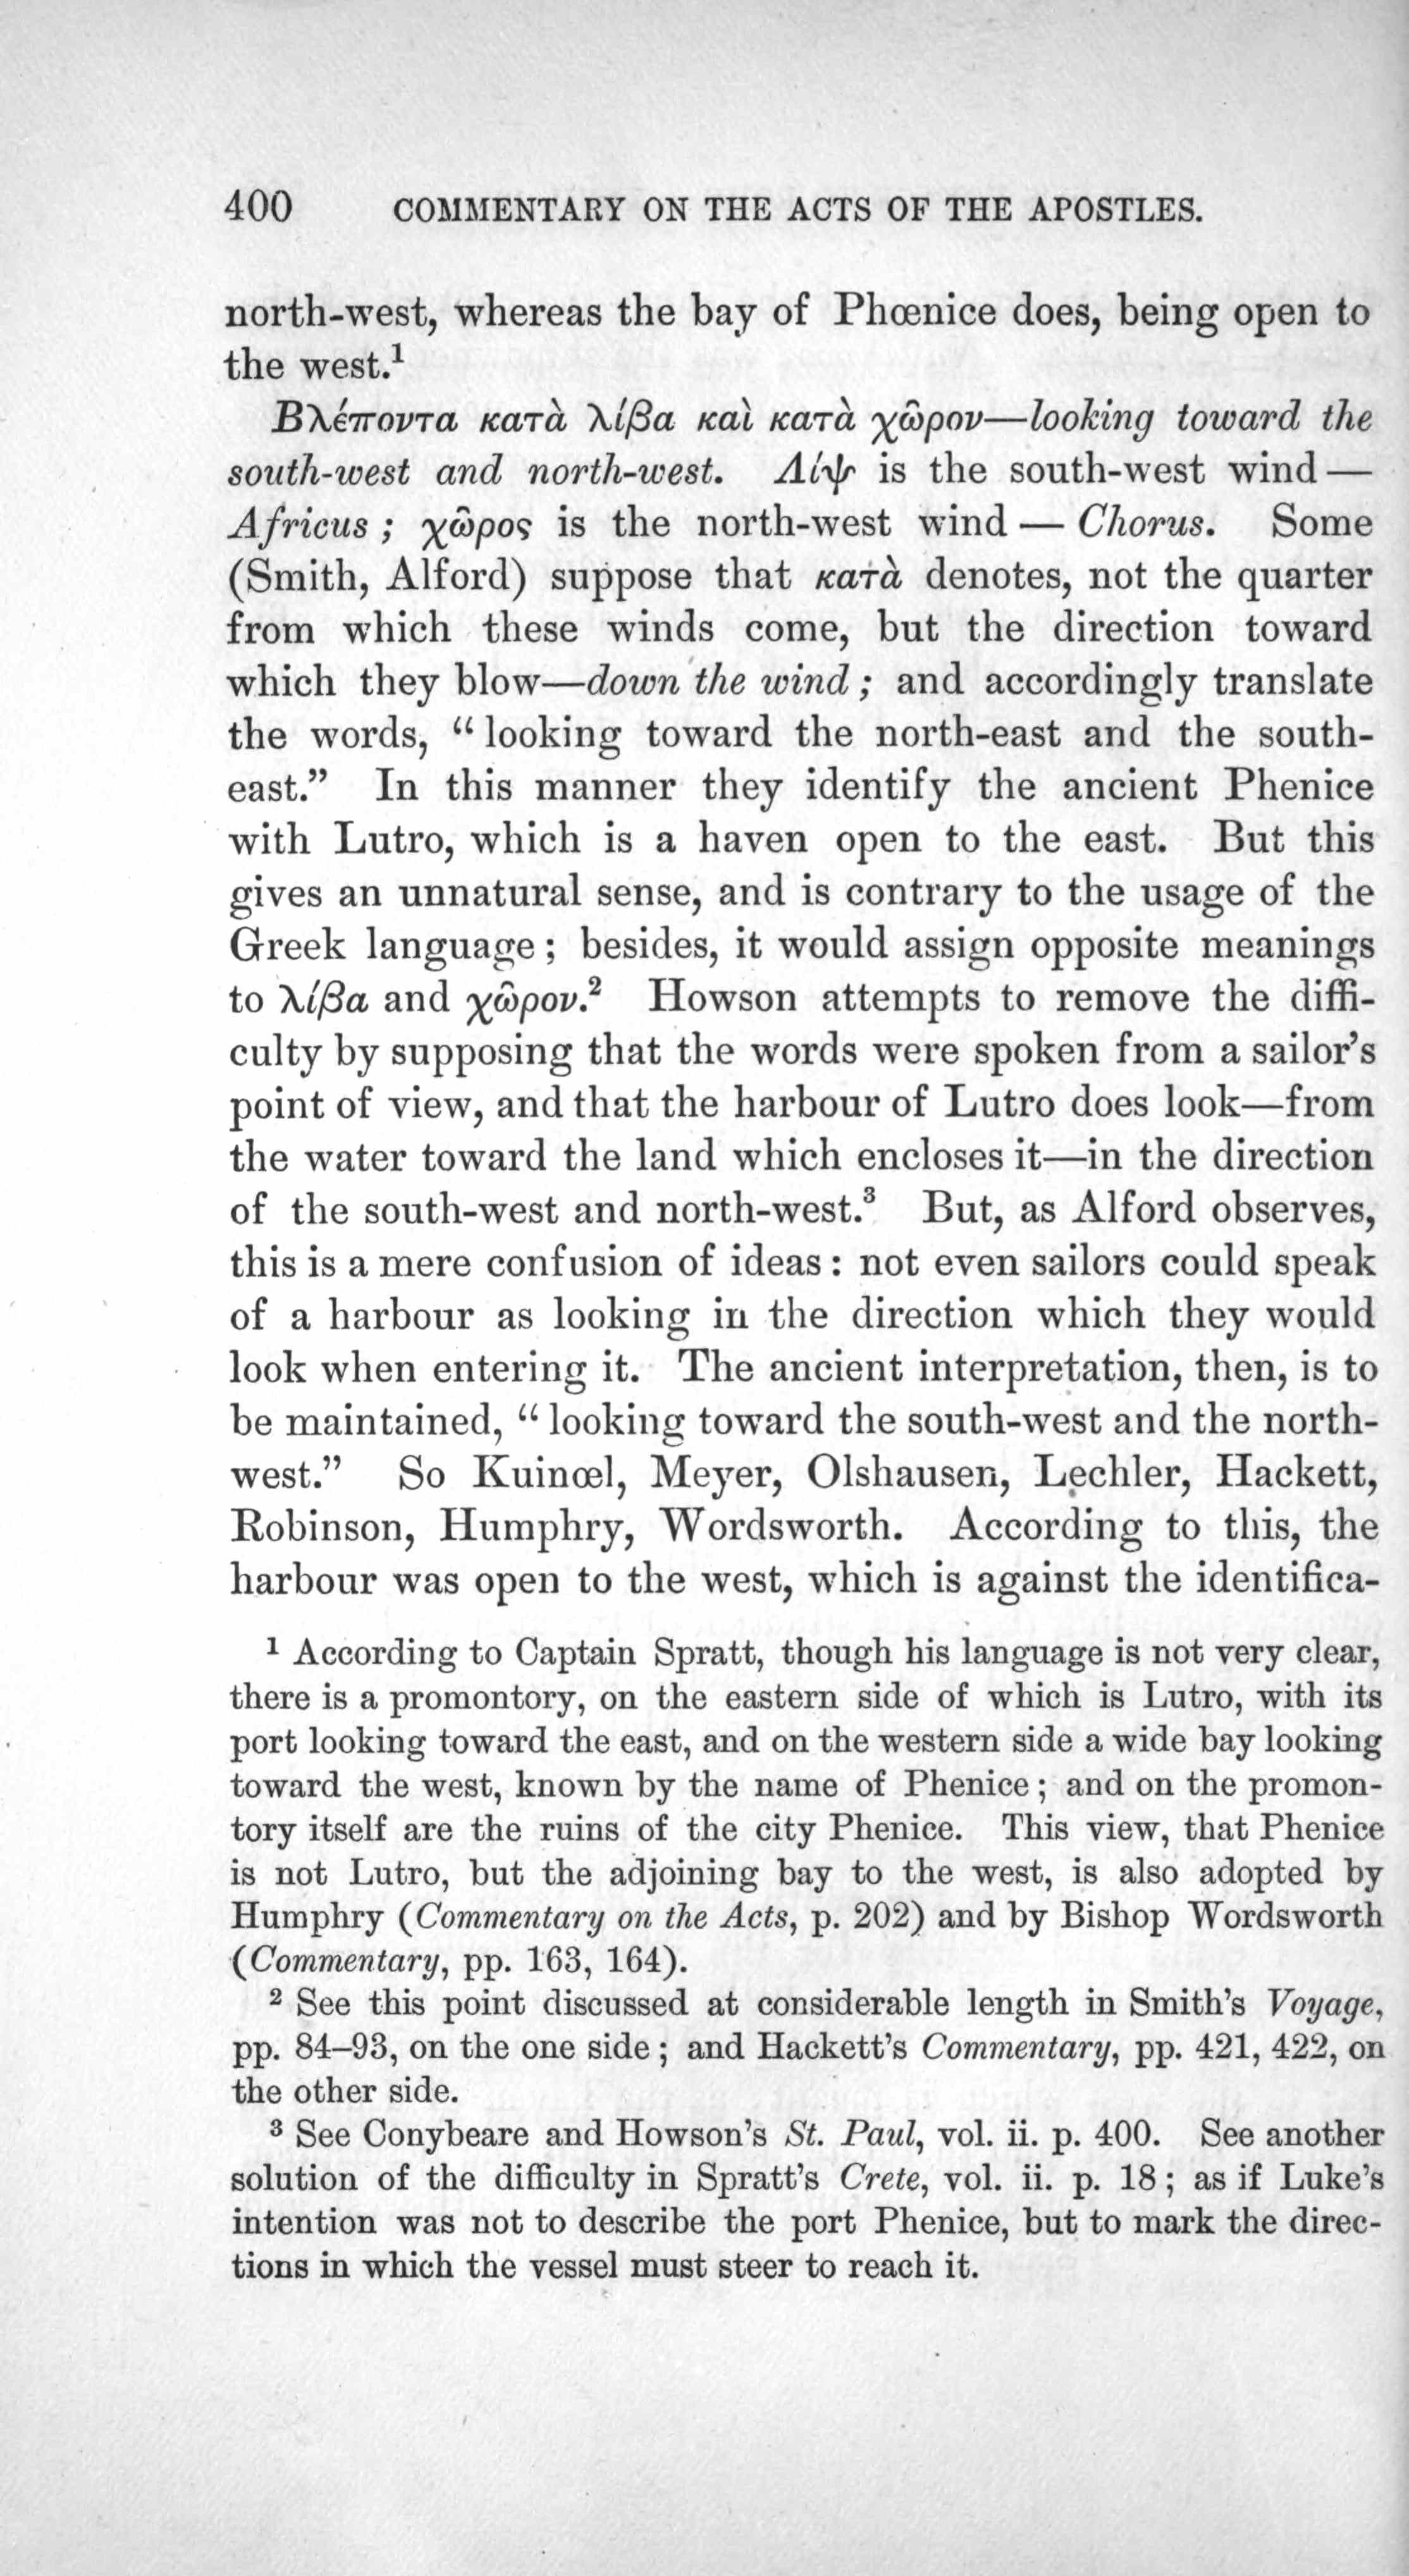 400 COMMENTARY ON THE ACTS OF THE APOSTLES.
north-west, whereas the bay of Phœnice does, being open to
the west.¹
Βλέποντα κατὰ λίβα καὶ κατὰ χῶρον—looking toward the
south-west and north-west. Λίψ is the south-west wind—
Africus; χῶρος is the north-west wind — Chorus. Some
(Smith, Alford) suppose that κατὰ denotes, not the quarter
from which these winds come, but the direction toward
which they blow—down the wind; and accordingly translate
the words, “looking toward the north-east and the south-
east.” In this manner they identify the ancient Phenice
with Lutro, which is a haven open to the east. But this
gives an unnatural sense, and is contrary to the usage of the
Greek language; besides, it would assign opposite meanings
to λίβα and χῶρον.² Howson attempts to remove the diffi-
culty by supposing that the words were spoken from a sailor’s
point of view, and that the harbour of Lutro does look—from
the water toward the land which encloses it—in the direction
of the south-west and north-west.³ But, as Alford observes,
this is a mere confusion of ideas: not even sailors could speak
of a harbour as looking in the direction which they would
look when entering it. The ancient interpretation, then, is to
be maintained, “looking toward the south-west and the north-
west.” So Kuinœl, Meyer, Olshausen, Lechler, Hackett,
Robinson, Humphry, Wordsworth. According to this, the
harbour was open to the west, which is against the identifica-
¹ According to Captain Spratt, though his language is not very clear,
there is a promontory, on the eastern side of which is Lutro, with its
port looking toward the east, and on the western side a wide bay looking
toward the west, known by the name of Phenice; and on the promon-
tory itself are the ruins of the city Phenice. This view, that Phenice
is not Lutro, but the adjoining bay to the west, is also adopted by
Humphry (Commentary on the Acts, p. 202) and by Bishop Wordsworth
(Commentary, pp. 163, 164).
² See this point discussed at considerable length in Smith’s Voyage,
pp. 84–93, on the one side; and Hackett’s Commentary, pp. 421, 422, on
the other side.
³ See Conybeare and Howson’s St. Paul, vol. ii. p. 400. See another
solution of the difficulty in Spratt’s Crete, vol. ii. p. 18; as if Luke’s
intention was not to describe the port Phenice, but to mark the direc-
tions in which the vessel must steer to reach it.